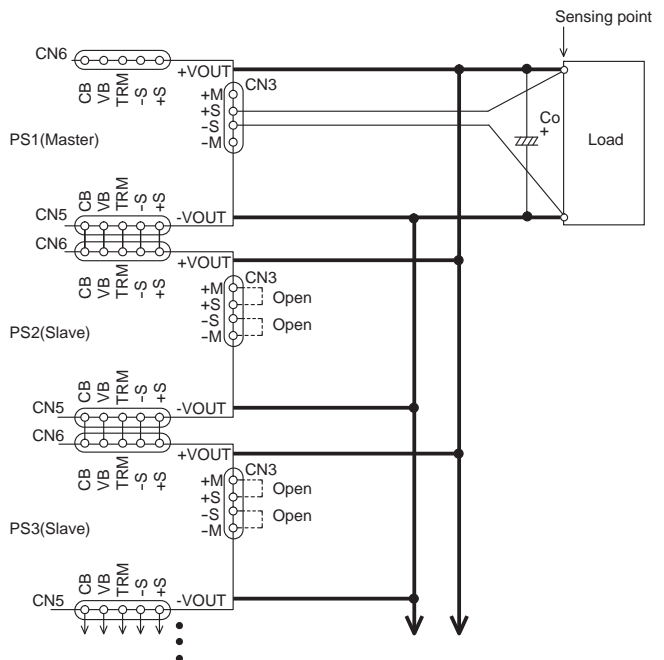 Sensing point
CN6
CB
VB
TRM
-S
+S
+VOUT
CN3
+M
+S
-S
-M
PS1(Master)
Co
+
Load
CN5
CB
VB
TRM
-S
+S
-VOUT
CN6
CB
VB
TRM
-S
+S
+VOUT
CN3
+M
+S
-S
-M
Open
Open
PS2(Slave)
CN5
CB
VB
TRM
-S
+S
-VOUT
CN6
CB
VB
TRM
-S
+S
+VOUT
CN3
+M
+S
-S
-M
Open
Open
PS3(Slave)
CN5
CB
VB
TRM
-S
+S
-VOUT